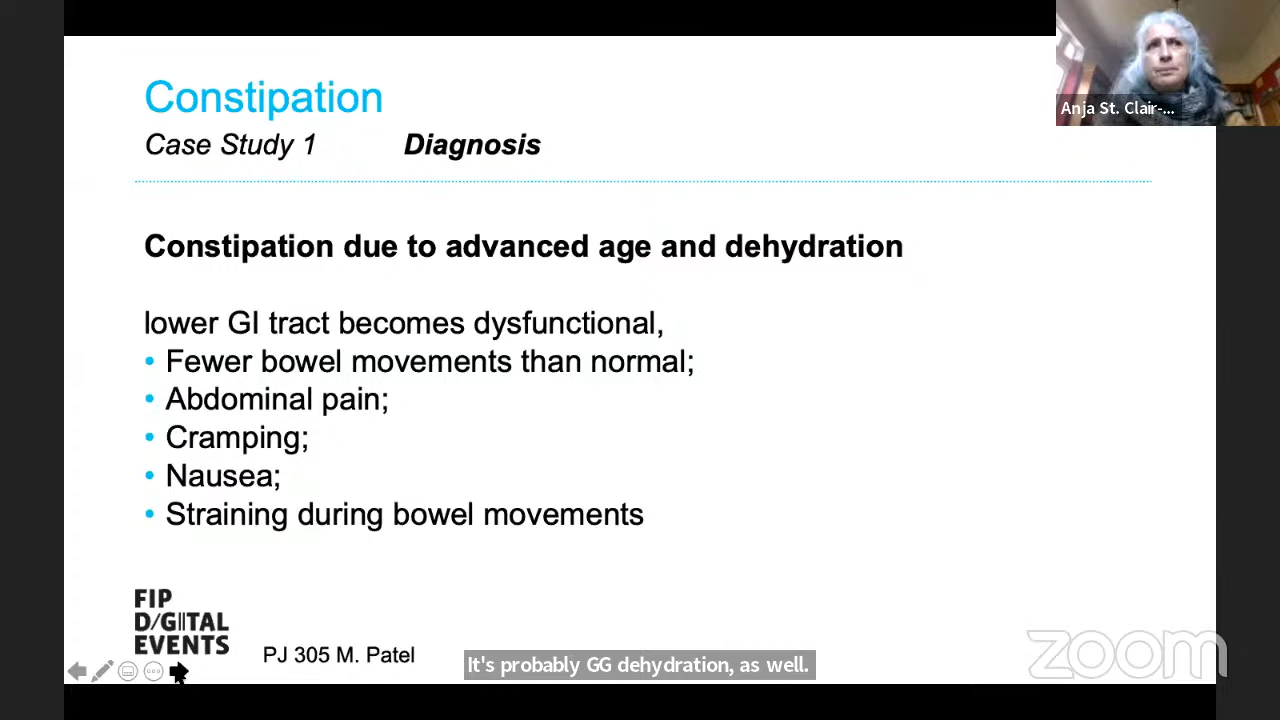 Constipation
Case Study 1 Diagnosis
Constipation due to advanced age and dehydration
lower GI tract becomes dysfunctional,
• Fewer bowel movements than normal;
• Abdominal pain;
• Cramping;
• Nausea;
• Straining during bowel movements
FIP
D/GITAL
EVENTS
PJ 305 M. Patel
It's probably GG dehydration, as well.
Anja St. Clair-...
zoom